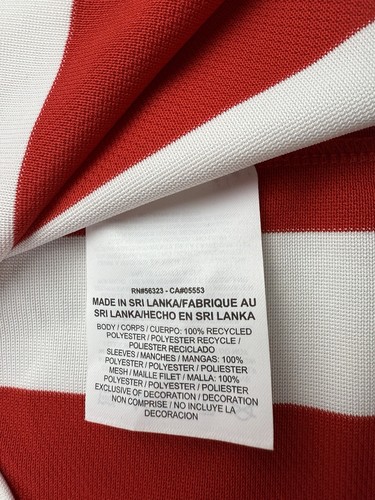 RN#56323 - CA#05553
MADE IN SRI LANKA/FABRIQUE AU
SRI LANKA/HECHO EN SRI LANKA
BODY / CORPS / CUERPO: 100% RECYCLED
POLYESTER / POLYESTER RECYCLE /
POLIESTER RECICLADO
SLEEVES / MANCHES / MANGAS: 100%
POLYESTER / POLYESTER / POLIESTER
MESH / MAILLE FILET / MALLA: 100%
POLYESTER / POLYESTER / POLIESTER
EXCLUSIVE OF DECORATION / DECORATION
NON COMPRISE / NO INCLUYE LA
DECORACION